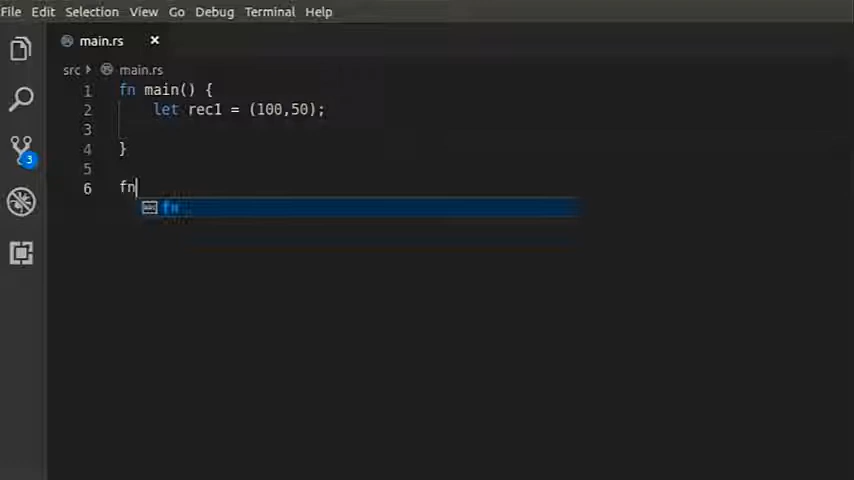 File Edit Selection View Go Debug Terminal Help
main.rs ×
src main.rs
1 fn main() {
2 let rec1 = (100,50);
3
4 }
5
6 fn
fn
3